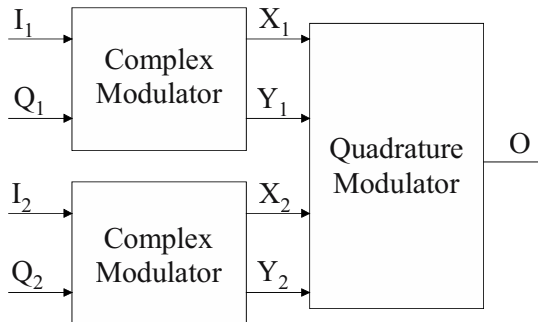 I₁
X₁
Complex
Modulator
Q₁
Y₁
Quadrature
Modulator
O
I₂
X₂
Complex
Modulator
Q₂
Y₂